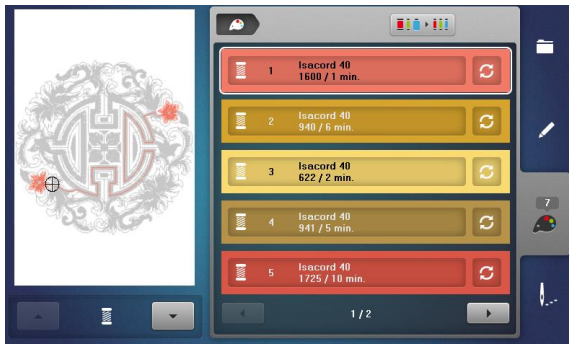 1
Isacord 40
1600 / 1 min.
2
Isacord 40
940 / 6 min.
3
Isacord 40
622 / 2 min.
7
4
Isacord 40
941 / 5 min.
5
Isacord 40
1725 / 10 min.
1 / 2